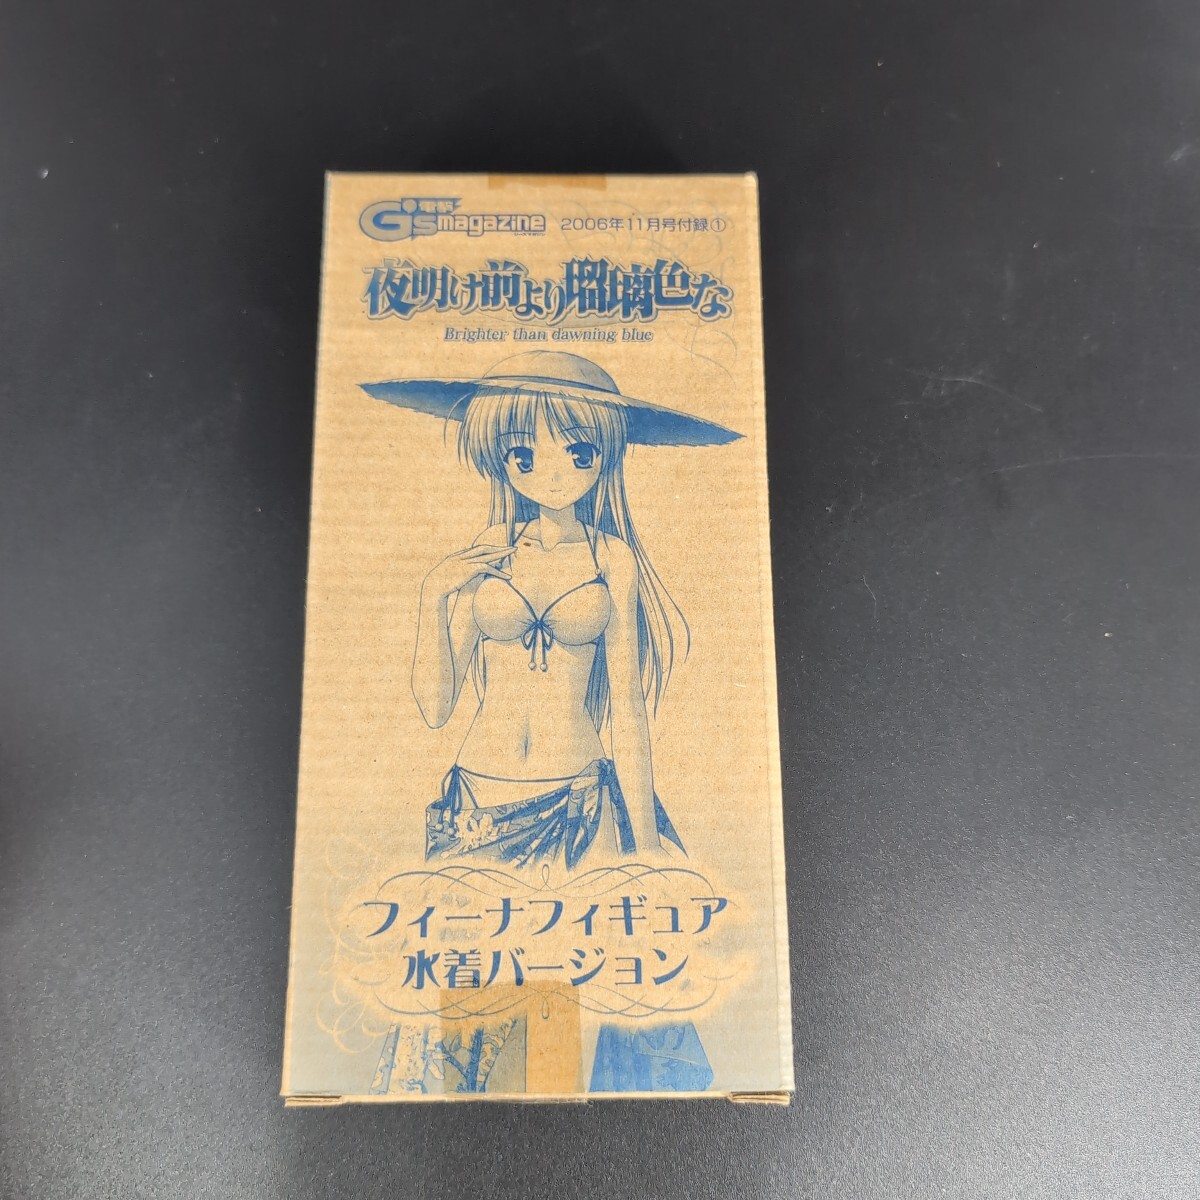 電撃
G'smagazine 2006年11月号付録①
夜明け前より瑠璃色な
Brighter than dawning blue
フィーナフィギュア
水着バージョン